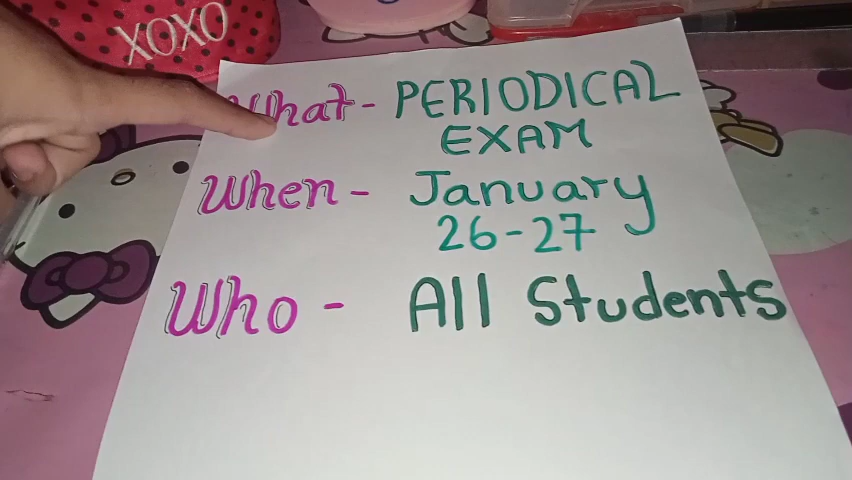 XOXO
What - PERIODICAL
EXAM
When - January
26-27
Who - All Students